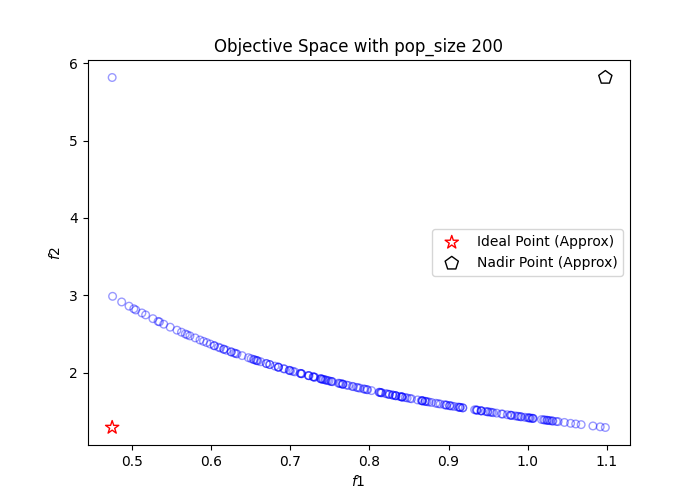 Objective Space with pop_size 200
6
5
4
3
2
f2
Ideal Point (Approx)
Nadir Point (Approx)
0.5 0.6 0.7 0.8 0.9 1.0 1.1
f1